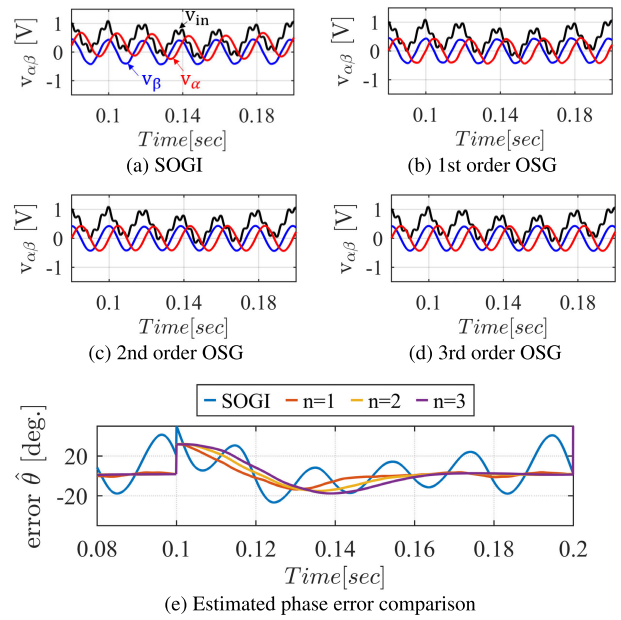 v_αβ [V]
1
0
-1
v_in
v_β
v_α
0.1 0.14 0.18
Time[sec]
(a) SOGI
v_αβ [V]
1
0
-1
0.1 0.14 0.18
Time[sec]
(b) 1st order OSG
v_αβ [V]
1
0
-1
0.1 0.14 0.18
Time[sec]
(c) 2nd order OSG
v_αβ [V]
1
0
-1
0.1 0.14 0.18
Time[sec]
(d) 3rd order OSG
SOGI n=1 n=2 n=3
error θ̂ [deg.]
20
-20
0.08 0.1 0.12 0.14 0.16 0.18 0.2
Time[sec]
(e) Estimated phase error comparison